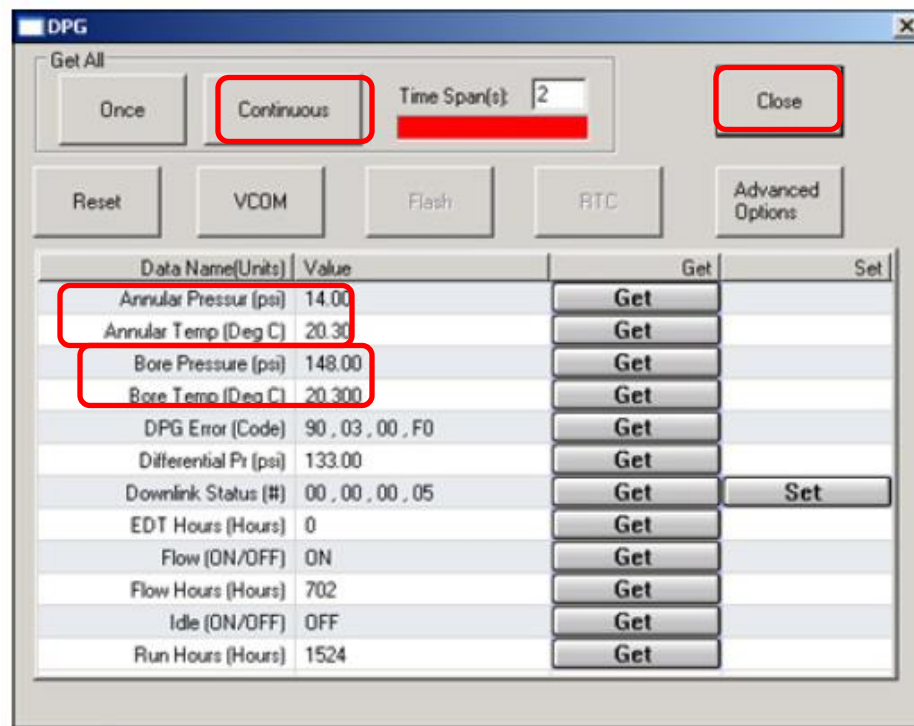 DPG
Get All
Once Continuous Time Span(s): 2 Close
Reset VCOM Flash RTC Advanced Options
Data Name(Units) Value Get Set
Annular Pressur (psi) 14.00 Get
Annular Temp (Deg C) 20.30 Get
Bore Pressure (psi) 148.00 Get
Bore Temp (Deg C) 20.300 Get
DPG Error (Code) 90 , 03 , 00 , F0 Get
Differential Pr (psi) 133.00 Get
Downlink Status (#) 00 , 00 , 00 , 05 Get Set
EDT Hours (Hours) 0 Get
Flow (ON/OFF) ON Get
Flow Hours (Hours) 702 Get
Idle (ON/OFF) OFF Get
Run Hours (Hours) 1524 Get